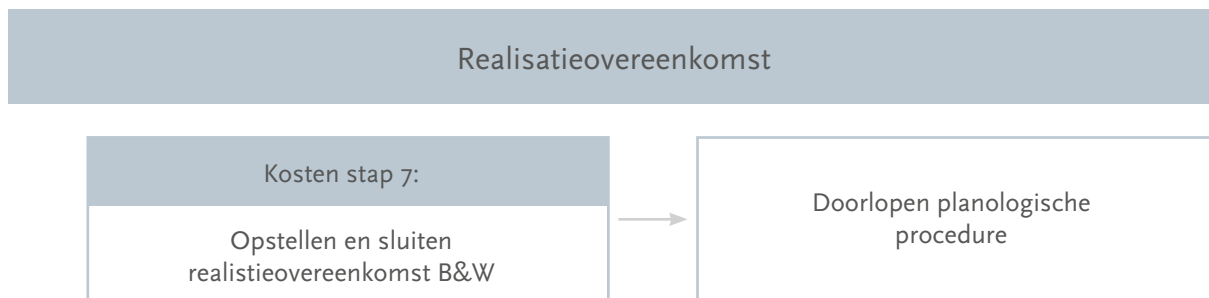 Realisatieovereenkomst
Kosten stap 7:
Opstellen en sluiten
realistieovereenkomst B&W
Doorlopen planologische
procedure